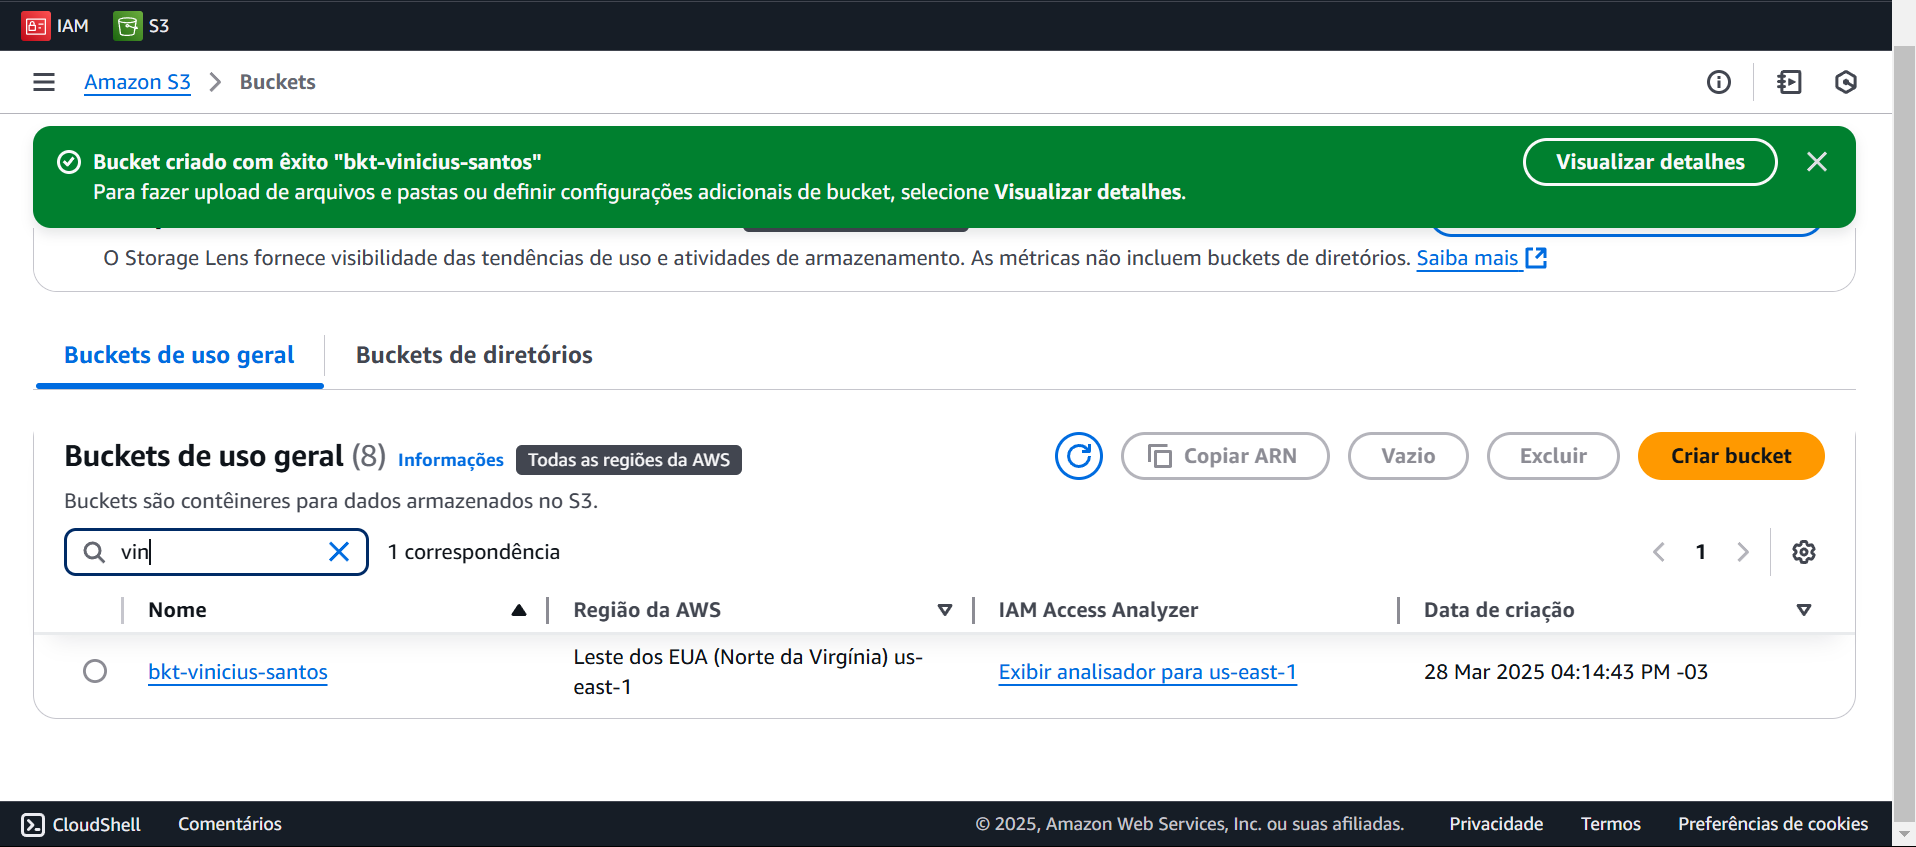 IAM S3
Amazon S3 > Buckets
Bucket criado com êxito "bkt-vinicius-santos"
Para fazer upload de arquivos e pastas ou definir configurações adicionais de bucket, selecione Visualizar detalhes.
Visualizar detalhes
O Storage Lens fornece visibilidade das tendências de uso e atividades de armazenamento. As métricas não incluem buckets de diretórios. Saiba mais
Buckets de uso geral Buckets de diretórios
Buckets de uso geral (8) Informações Todas as regiões da AWS
Copiar ARN Vazio Excluir Criar bucket
Buckets são contêineres para dados armazenados no S3.
vin 1 correspondência 1
Nome Região da AWS IAM Access Analyzer Data de criação
bkt-vinicius-santos Leste dos EUA (Norte da Virgínia) us-
east-1 Exibir analisador para us-east-1 28 Mar 2025 04:14:43 PM -03
CloudShell Comentários © 2025, Amazon Web Services, Inc. ou suas afiliadas. Privacidade Termos Preferências de cookies